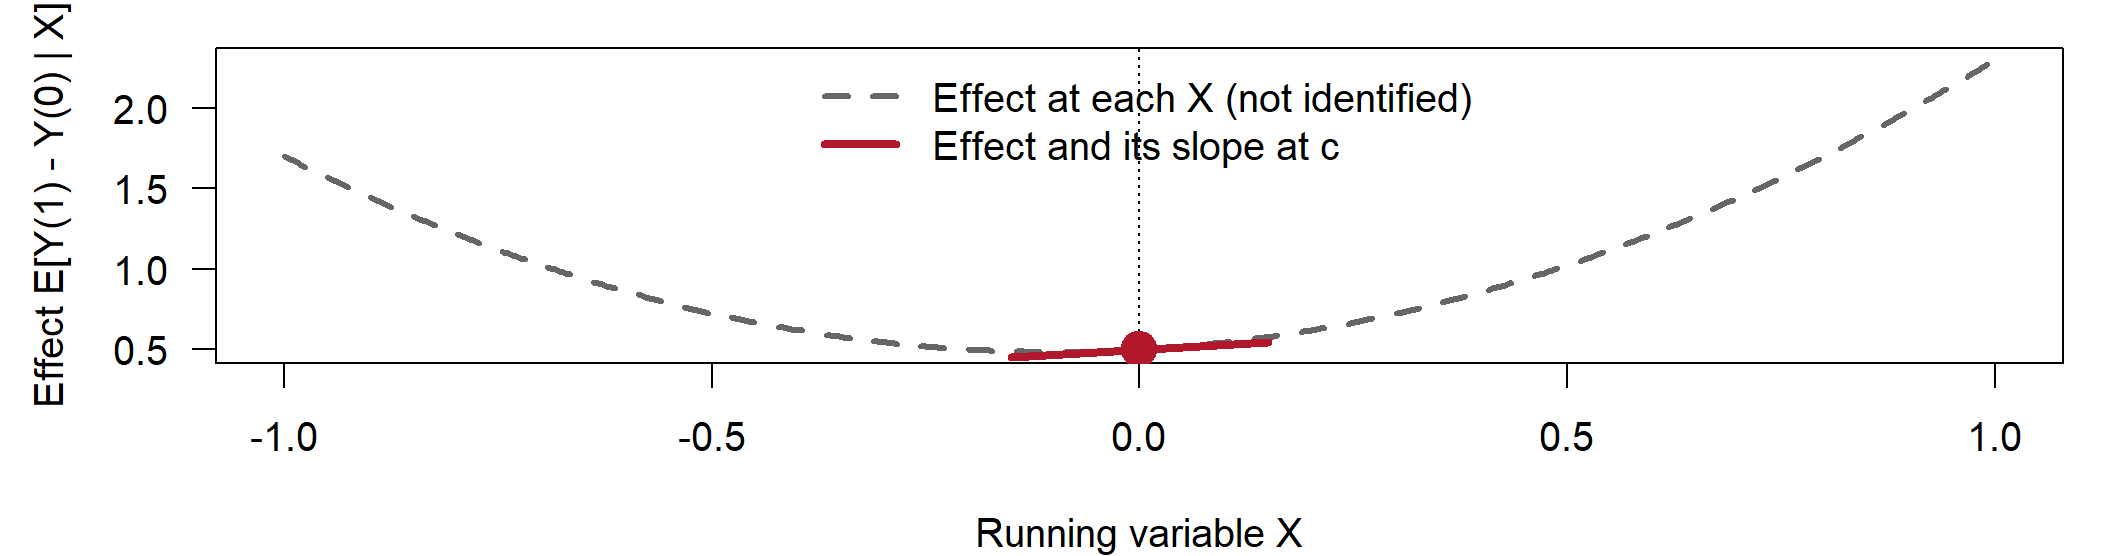 Effect E[Y(1) - Y(0) | X]
2.0
1.5
1.0
0.5
Effect at each X (not identified)
Effect and its slope at c
-1.0 -0.5 0.0 0.5 1.0
Running variable X